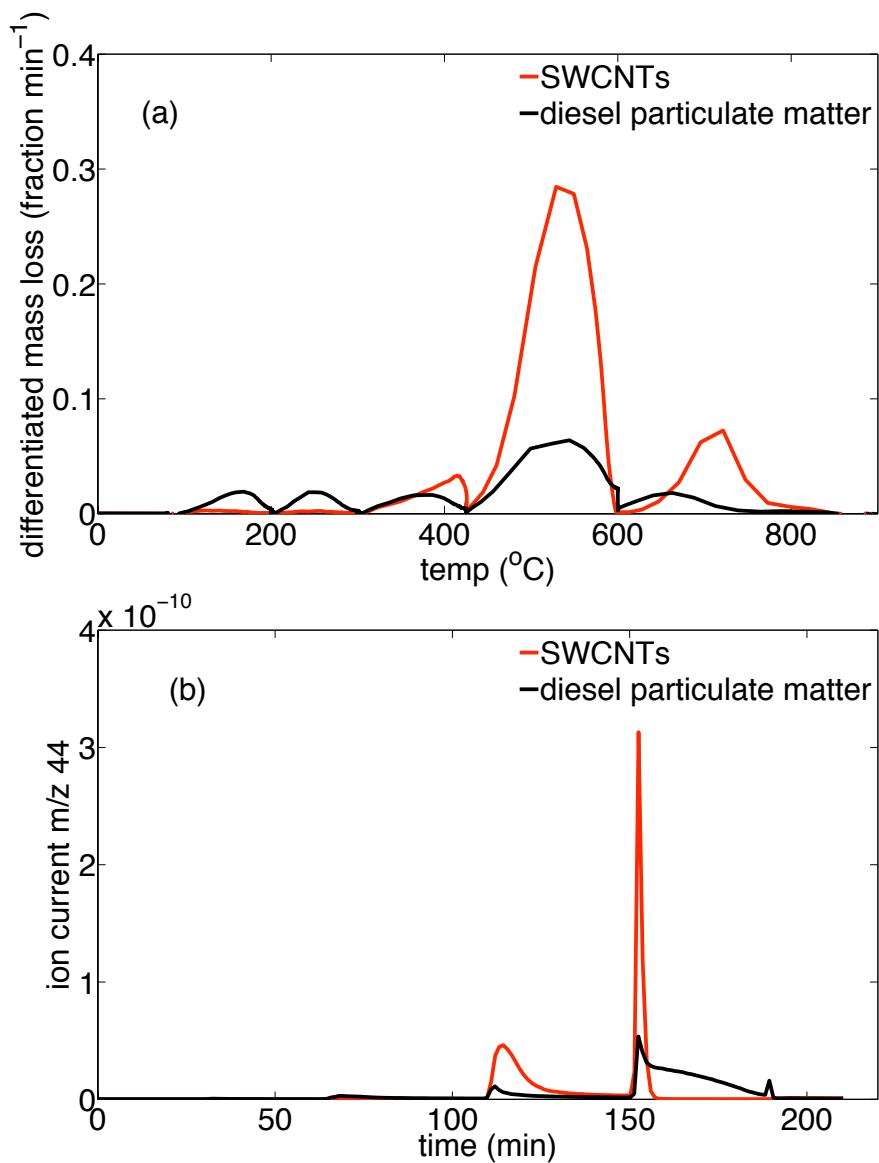 0.4
SWCNTs
(a)
diesel particulate matter
0.3
0.2
0.1
0
differentiated mass loss (fraction min⁻¹)
0 200 400 600 800
temp (°C)
x 10⁻¹⁰
4
SWCNTs
(b)
diesel particulate matter
3
2
1
0
ion current m/z 44
0 50 100 150 200
time (min)